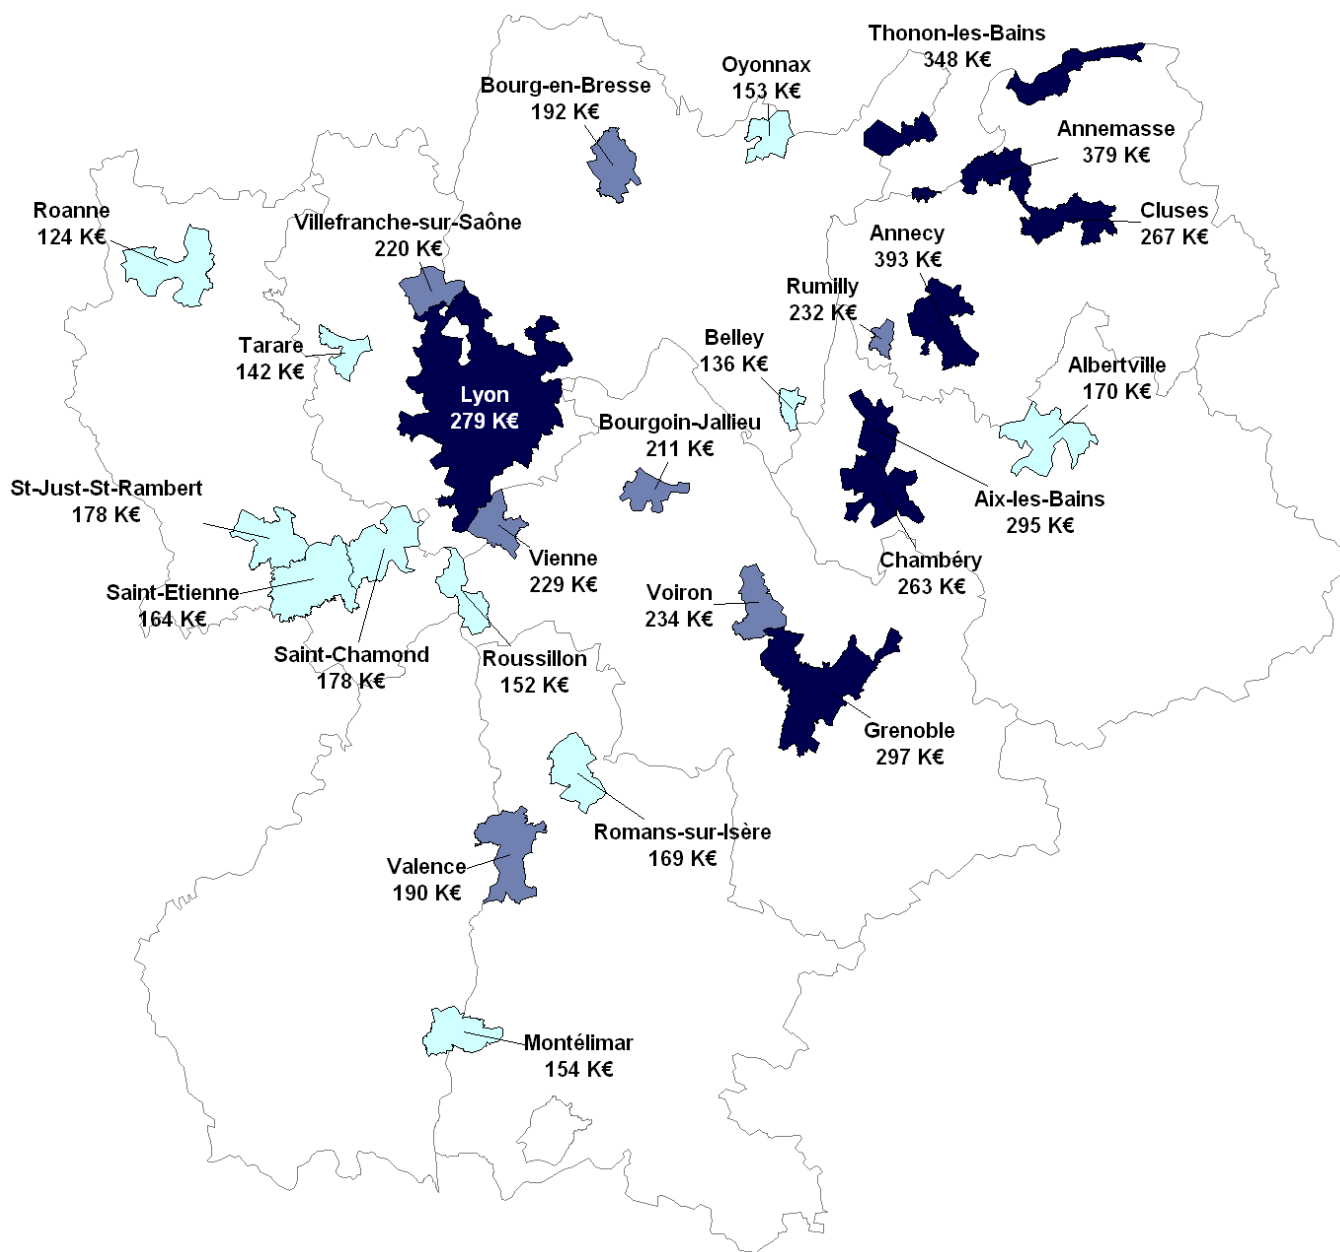 Thonon-les-Bains
348 K€
Oyonnax
153 K€
Bourg-en-Bresse
192 K€
Annemasse
379 K€
Roanne
124 K€
Villefranche-sur-Saône
220 K€
Cluses
267 K€
Annecy
393 K€
Rumilly
232 K€
Tarare
142 K€
Belley
136 K€
Albertville
170 K€
Lyon
279 K€
Bourgoin-Jallieu
211 K€
St-Just-St-Rambert
178 K€
Aix-les-Bains
295 K€
Vienne
229 K€
Chambéry
263 K€
Saint-Etienne
164 K€
Voiron
234 K€
Saint-Chamond
178 K€
Roussillon
152 K€
Grenoble
297 K€
Romans-sur-Isère
169 K€
Valence
190 K€
Montélimar
154 K€